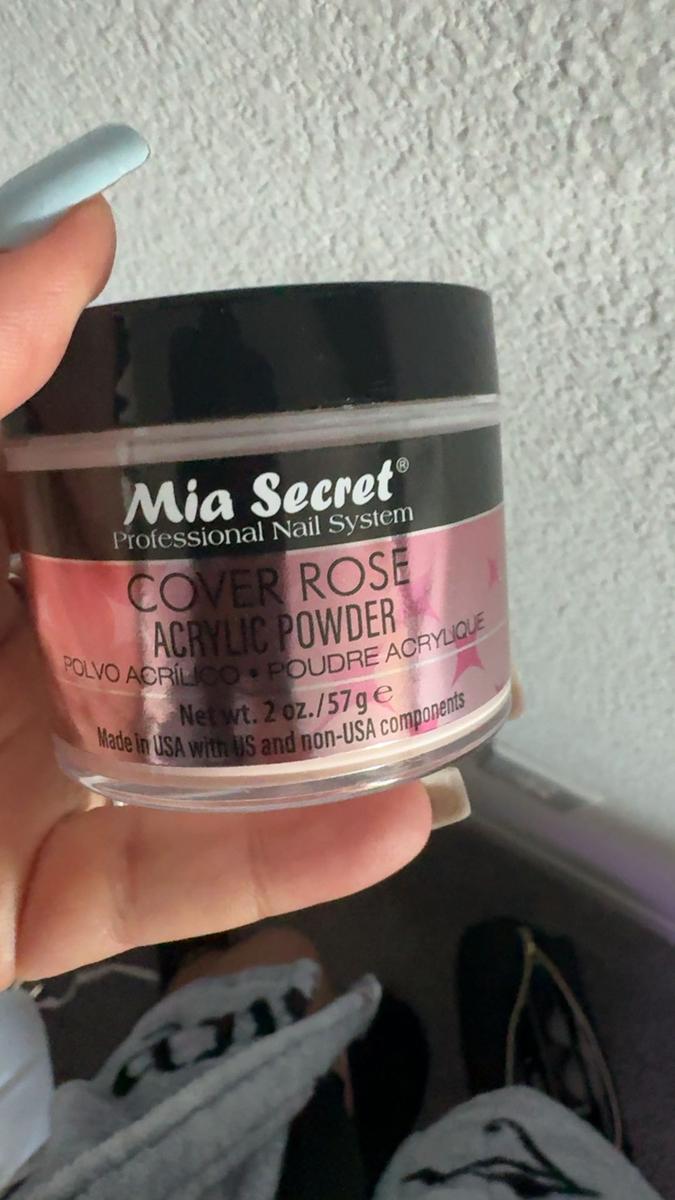 Mia Secret®
Professional Nail System
COVER ROSE
ACRYLIC POWDER
POLVO ACRÍLICO • POUDRE ACRYLIQUE
Net wt. 2 oz./57g e
Made in USA with US and non-USA components